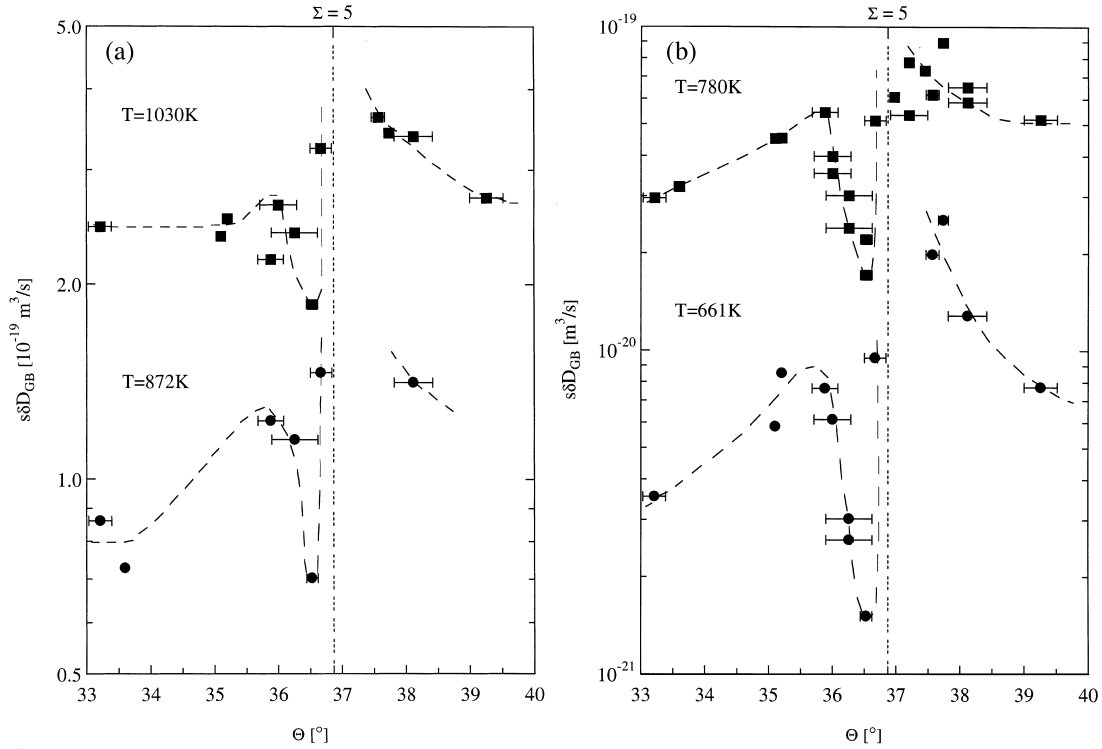 Σ = 5
(a)
T=1030K
T=872K
sδD_GB [10^-19 m^3/s]
5.0
2.0
1.0
0.5
33 34 35 36 37 38 39 40
Θ [°]
Σ = 5
(b)
T=780K
T=661K
sδD_GB [m^3/s]
10^-19
10^-20
10^-21
33 34 35 36 37 38 39 40
Θ [°]